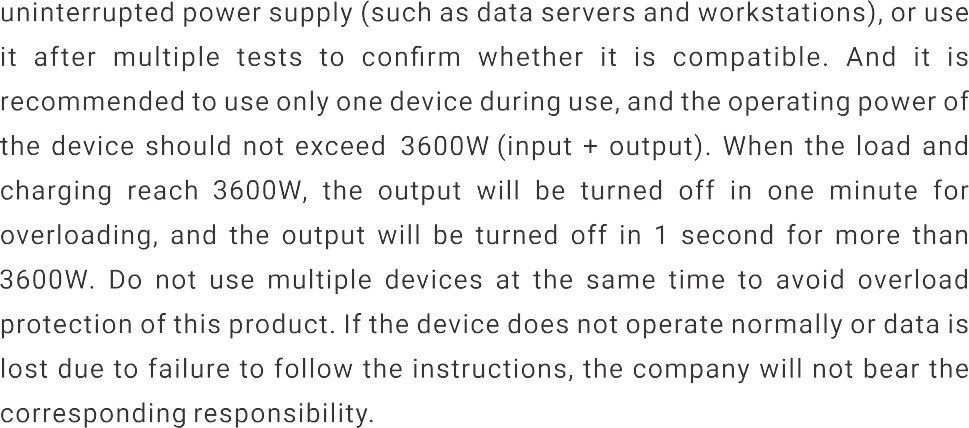 uninterrupted power supply (such as data servers and workstations), or use
it after multiple tests to confirm whether it is compatible. And it is
recommended to use only one device during use, and the operating power of
the device should not exceed 3600W (input + output). When the load and
charging reach 3600W, the output will be turned off in one minute for
overloading, and the output will be turned off in 1 second for more than
3600W. Do not use multiple devices at the same time to avoid overload
protection of this product. If the device does not operate normally or data is
lost due to failure to follow the instructions, the company will not bear the
corresponding responsibility.